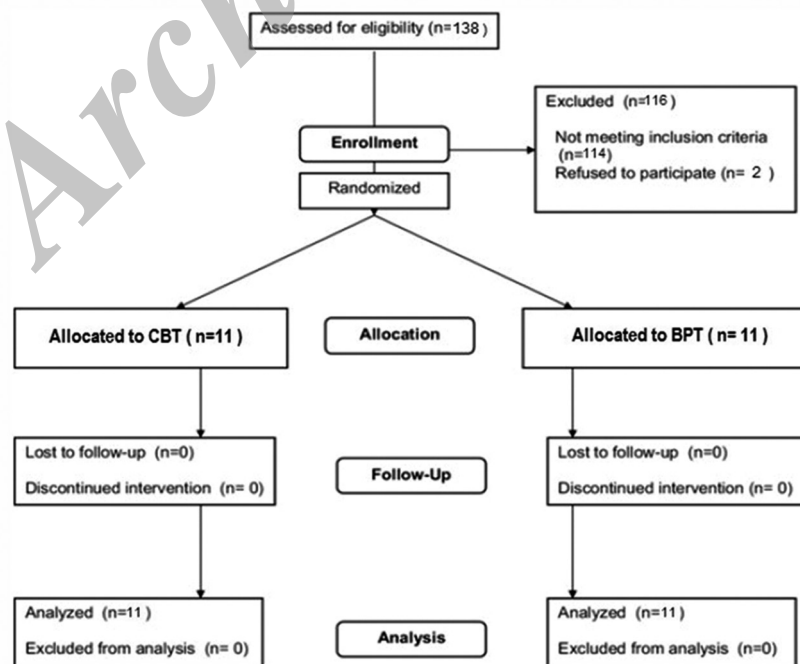 Arch
Assessed for eligibility (n=138 )
Excluded (n=116)
Not meeting inclusion criteria
(n=114)
Refused to participate (n= 2 )
Enrollment
Randomized
Allocated to CBT ( n=11 )
Allocation
Allocated to BPT ( n= 11 )
Lost to follow-up (n=0)
Discontinued intervention (n= 0)
Follow-Up
Lost to follow-up (n=0)
Discontinued intervention (n= 0)
Analyzed (n=11 )
Excluded from analysis (n= 0)
Analysis
Analyzed (n=11 )
Excluded from analysis (n=0)